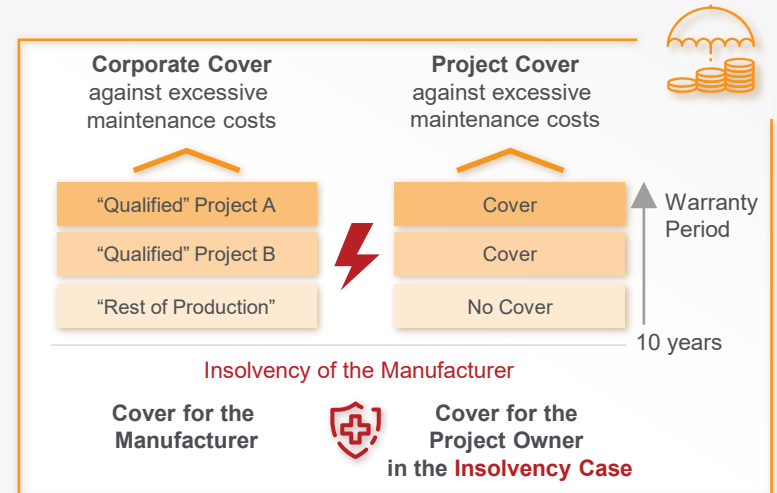 Corporate Cover
against excessive
maintenance costs
Project Cover
against excessive
maintenance costs
“Qualified” Project A
Cover
Warranty
Period
“Qualified” Project B
Cover
“Rest of Production”
No Cover
10 years
Insolvency of the Manufacturer
Cover for the
Manufacturer
Cover for the
Project Owner
in the Insolvency Case